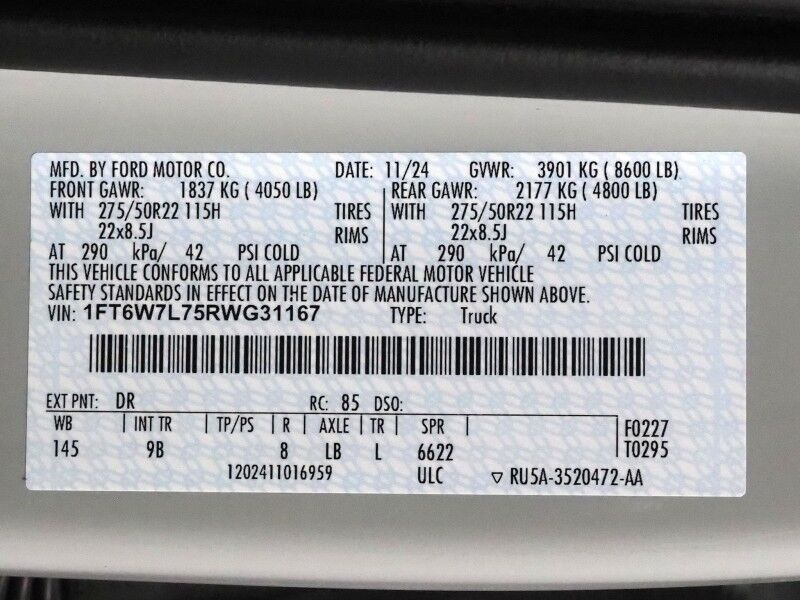 MFD. BY FORD MOTOR CO. DATE: 11/24 GVWR: 3901 KG ( 8600 LB)
FRONT GAWR: 1837 KG ( 4050 LB) REAR GAWR: 2177 KG ( 4800 LB)
WITH 275/50R22 115H TIRES WITH 275/50R22 115H TIRES
22x8.5J RIMS 22x8.5J RIMS
AT 290 kPa/ 42 PSI COLD AT 290 kPa/ 42 PSI COLD
THIS VEHICLE CONFORMS TO ALL APPLICABLE FEDERAL MOTOR VEHICLE
SAFETY STANDARDS IN EFFECT ON THE DATE OF MANUFACTURE SHOWN ABOVE.
VIN: 1FT6W7L75RWG31167 TYPE: Truck
EXT PNT: DR RC: 85 DSO:
WB INT TR TP/PS R AXLE TR SPR F0227
145 9B 8 LB L 6622 T0295
1202411016959 ULC ▽ RU5A-3520472-AA